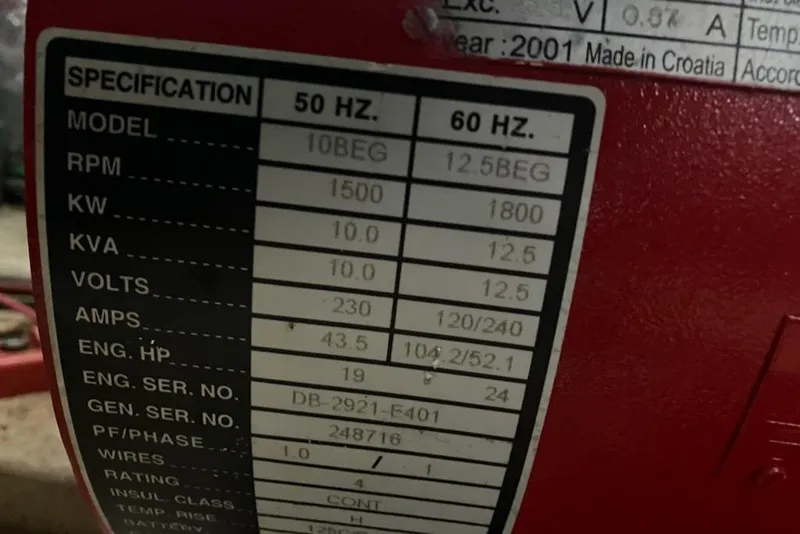 Exc. V 0.87 A Temp.
ear : 2001 Made in Croatia Accord
SPECIFICATION 50 HZ. 60 HZ.
MODEL 10BEG 12.5BEG
RPM 1500 1800
KW 10.0 12.5
KVA 10.0 12.5
VOLTS 230 120/240
AMPS 43.5 104.2/52.1
ENG. HP 19 24
ENG. SER. NO. DB-2921-E401
GEN. SER. NO. 248716
PF/PHASE 1.0 / 1
WIRES 4
RATING CONT
INSUL. CLASS H
TEMP. RISE
BATTERY